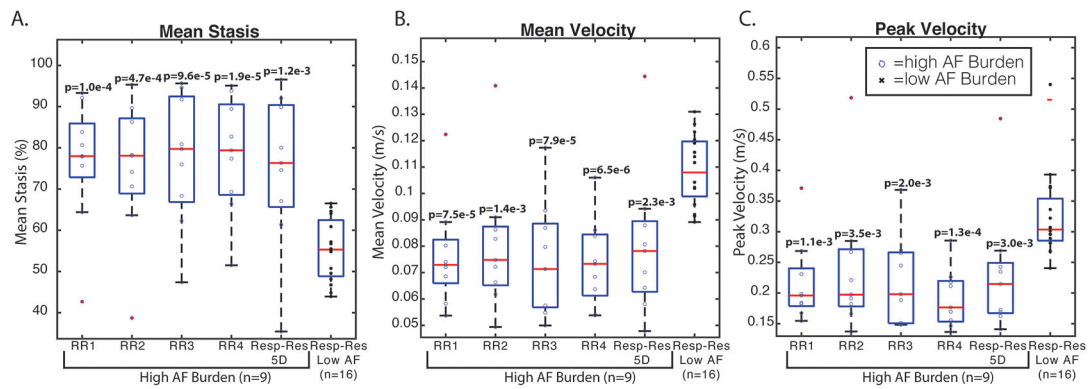 A.
Mean Stasis
Mean Stasis (%)
100
90
80
70
60
50
40
p=1.0e-4
p=4.7e-4
p=9.6e-5
p=1.9e-5
p=1.2e-3
RR1 RR2 RR3 RR4 Resp-Res Resp-Res
5D Low AF
High AF Burden (n=9) (n=16)
B.
Mean Velocity
Mean Velocity (m/s)
0.15
0.14
0.13
0.12
0.11
0.1
0.09
0.08
0.07
0.06
0.05
p=7.5e-5
p=1.4e-3
p=7.9e-5
p=6.5e-6
p=2.3e-3
RR1 RR2 RR3 RR4 Resp-Res Resp-Res
5D Low AF
High AF Burden (n=9) (n=16)
C.
Peak Velocity
Peak Velocity (m/s)
0.6
0.55
0.5
0.45
0.4
0.35
0.3
0.25
0.2
0.15
=high AF Burden
=low AF Burden
p=1.1e-3
p=3.5e-3
p=2.0e-3
p=1.3e-4
p=3.0e-3
RR1 RR2 RR3 RR4 Resp-Res Resp-Res
5D Low AF
High AF Burden (n=9) (n=16)